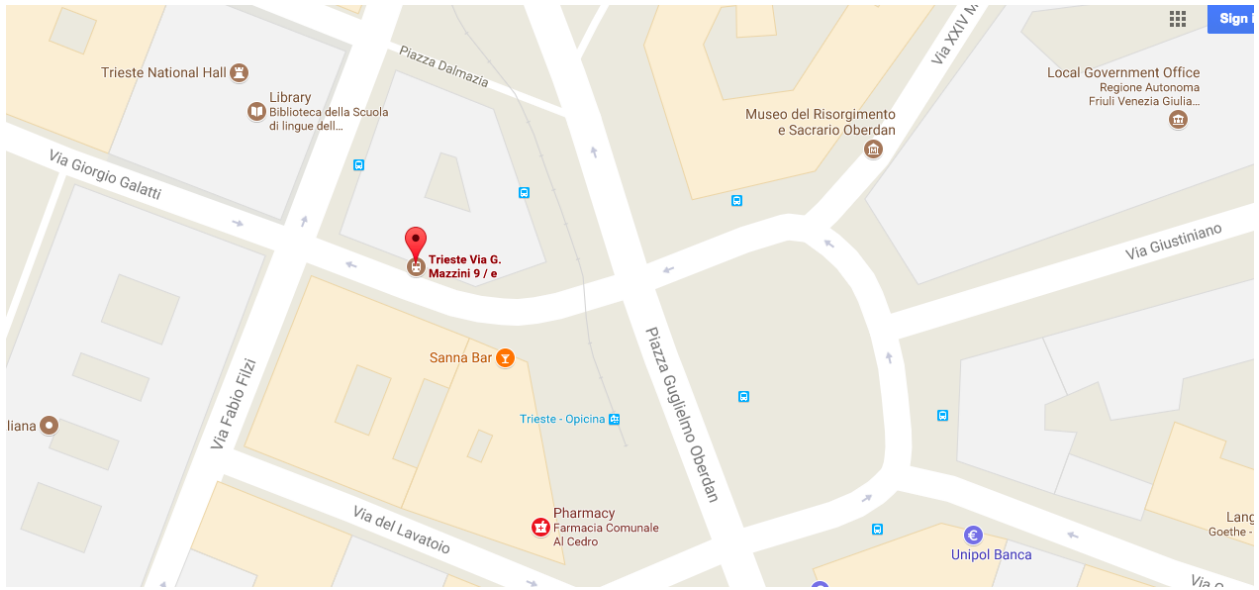 Sign
Trieste National Hall
Library
Biblioteca della Scuola
di lingue dell...
Piazza Dalmazia
Via XXIV M
Local Government Office
Regione Autonoma
Friuli Venezia Giulia...
Museo del Risorgimento
e Sacrario Oberdan
Via Giorgio Galatti
Via Giustiniano
Trieste Via G.
Mazzini 9 / e
Sanna Bar
Piazza Guglielmo Oberdan
Via Fabio Filzi
Trieste - Opicina
liana
Via del Lavatoio
Pharmacy
Farmacia Comunale
Al Cedro
Lang
Goethe -
€
Unipol Banca